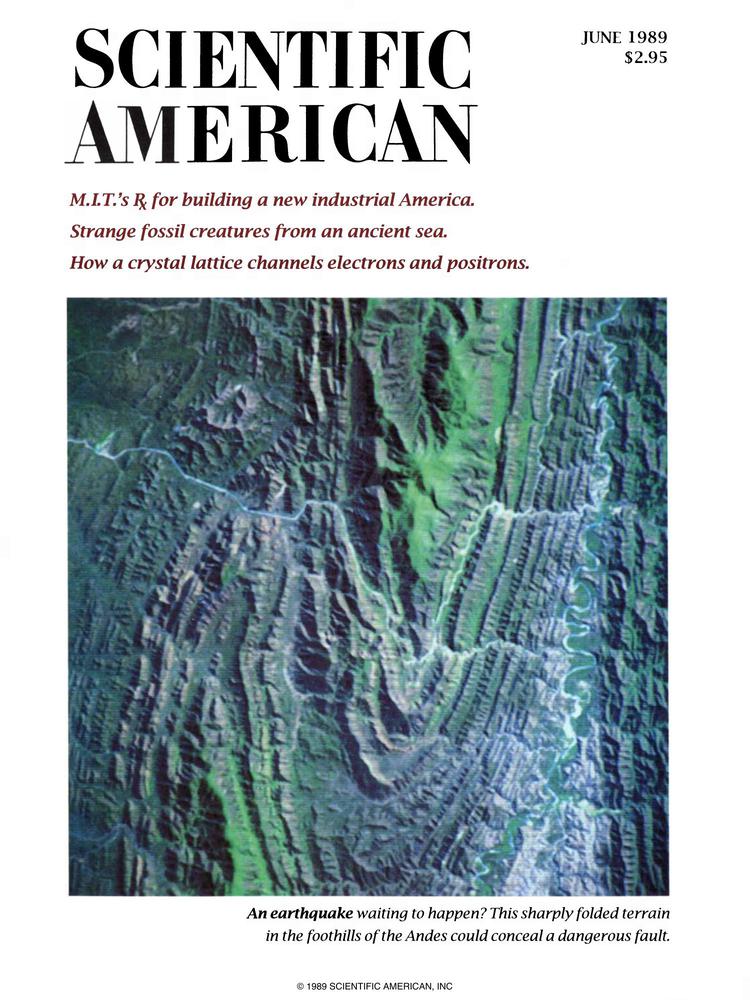 SCIENTIFIC
AMERICAN
JUNE 1989
$2.95
M.I.T.'s ℞ for building a new industrial America.
Strange fossil creatures from an ancient sea.
How a crystal lattice channels electrons and positrons.
An earthquake waiting to happen? This sharply folded terrain
in the foothills of the Andes could conceal a dangerous fault.
© 1989 SCIENTIFIC AMERICAN, INC